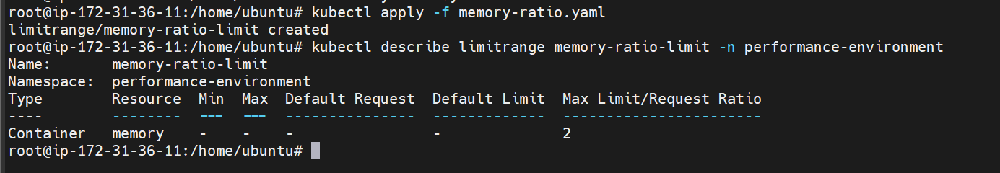 root@ip-172-31-36-11:/home/ubuntu# kubectl apply -f memory-ratio.yaml
limitrange/memory-ratio-limit created
root@ip-172-31-36-11:/home/ubuntu# kubectl describe limitrange memory-ratio-limit -n performance-environment
Name:       memory-ratio-limit
Namespace:  performance-environment
Type        Resource  Min  Max  Default Request  Default Limit  Max Limit/Request Ratio
----        --------  ---  ---  ---------------  -------------  -----------------------
Container   memory    -    -    -                -              2
root@ip-172-31-36-11:/home/ubuntu#